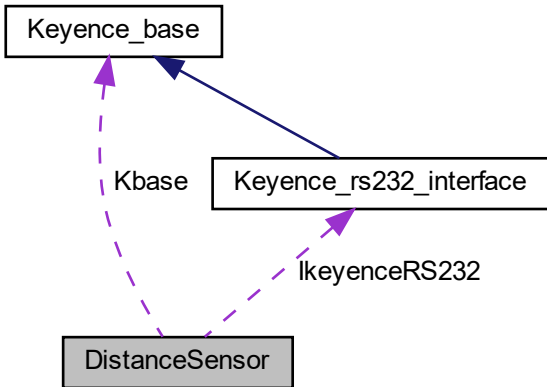 Keyence_base
Kbase
Keyence_rs232_interface
IkeyenceRS232
DistanceSensor